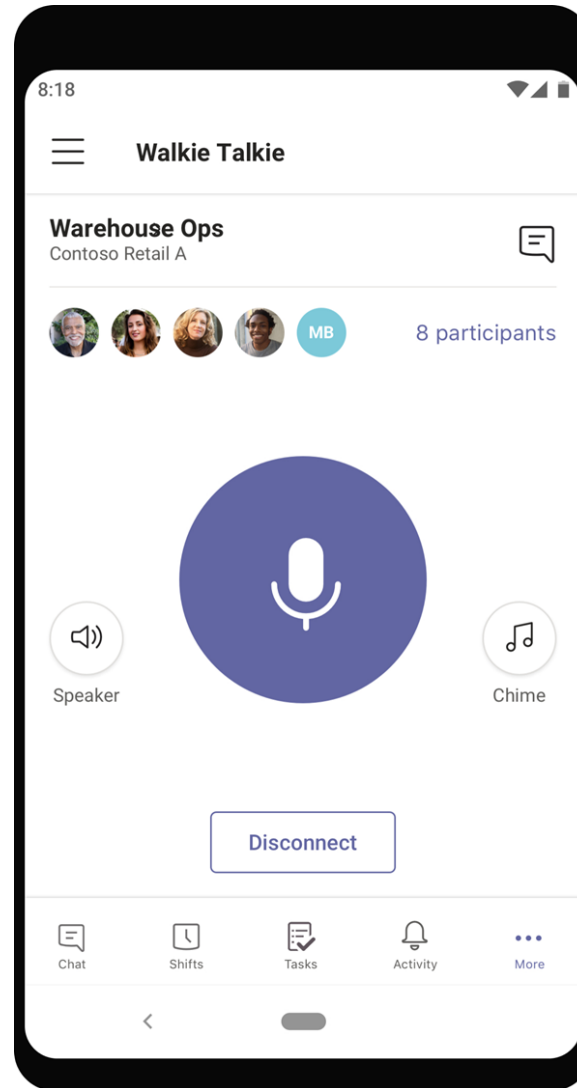 8:18
Walkie Talkie
Warehouse Ops
Contoso Retail A
MB
8 participants
Speaker
Chime
Disconnect
Chat
Shifts
Tasks
Activity
More